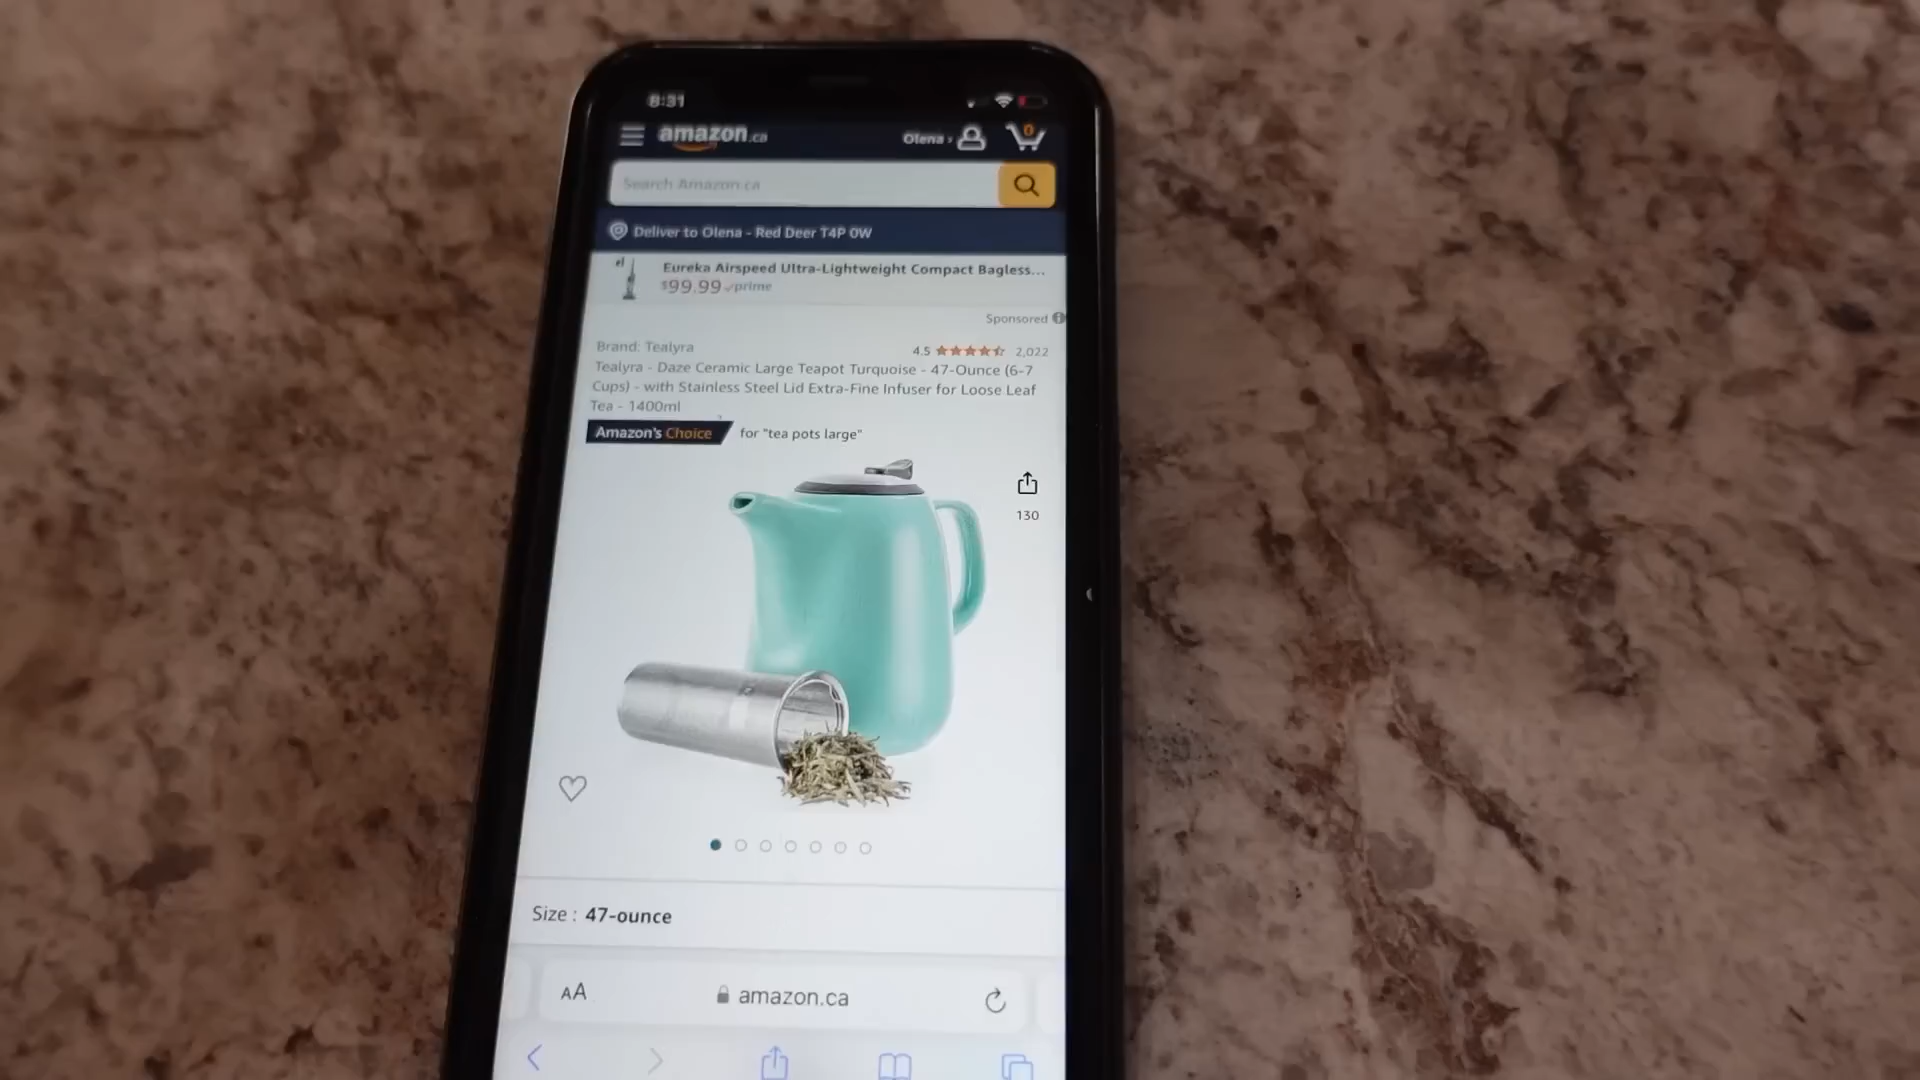 8:31
amazon.ca
Olena ›
0
Search Amazon.ca
Deliver to Olena - Red Deer T4P 0W
Eureka Airspeed Ultra-Lightweight Compact Bagless...
$99.99 prime
Sponsored
Brand: Tealyra
4.5 2,022
Tealyra - Daze Ceramic Large Teapot Turquoise - 47-Ounce (6-7
Cups) - with Stainless Steel Lid Extra-Fine Infuser for Loose Leaf
Tea - 1400ml
Amazon's Choice for "tea pots large"
130
Size : 47-ounce
AA
amazon.ca